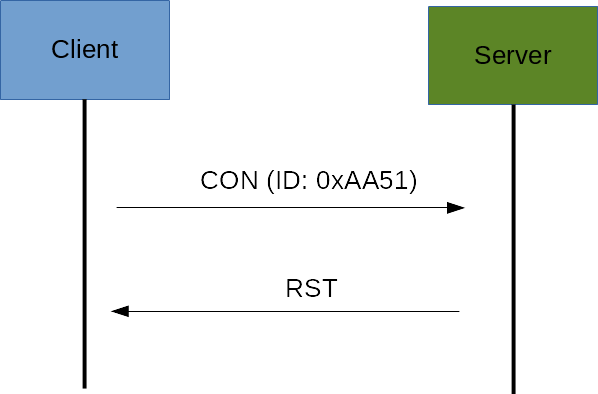 Client
Server
CON (ID: 0xAA51)
RST